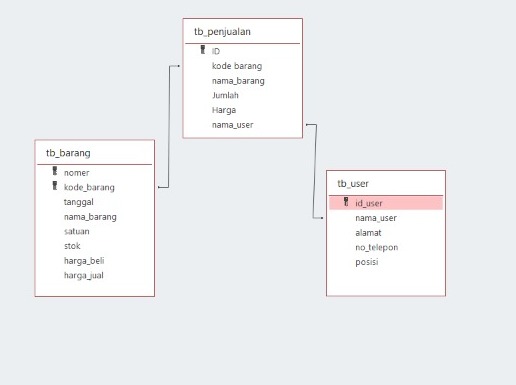 tb_penjualan
ID
kode barang
nama_barang
Jumlah
Harga
nama_user
tb_barang
nomer
kode_barang
tanggal
nama_barang
satuan
stok
harga_beli
harga_jual
tb_user
id_user
nama_user
alamat
no_telepon
posisi